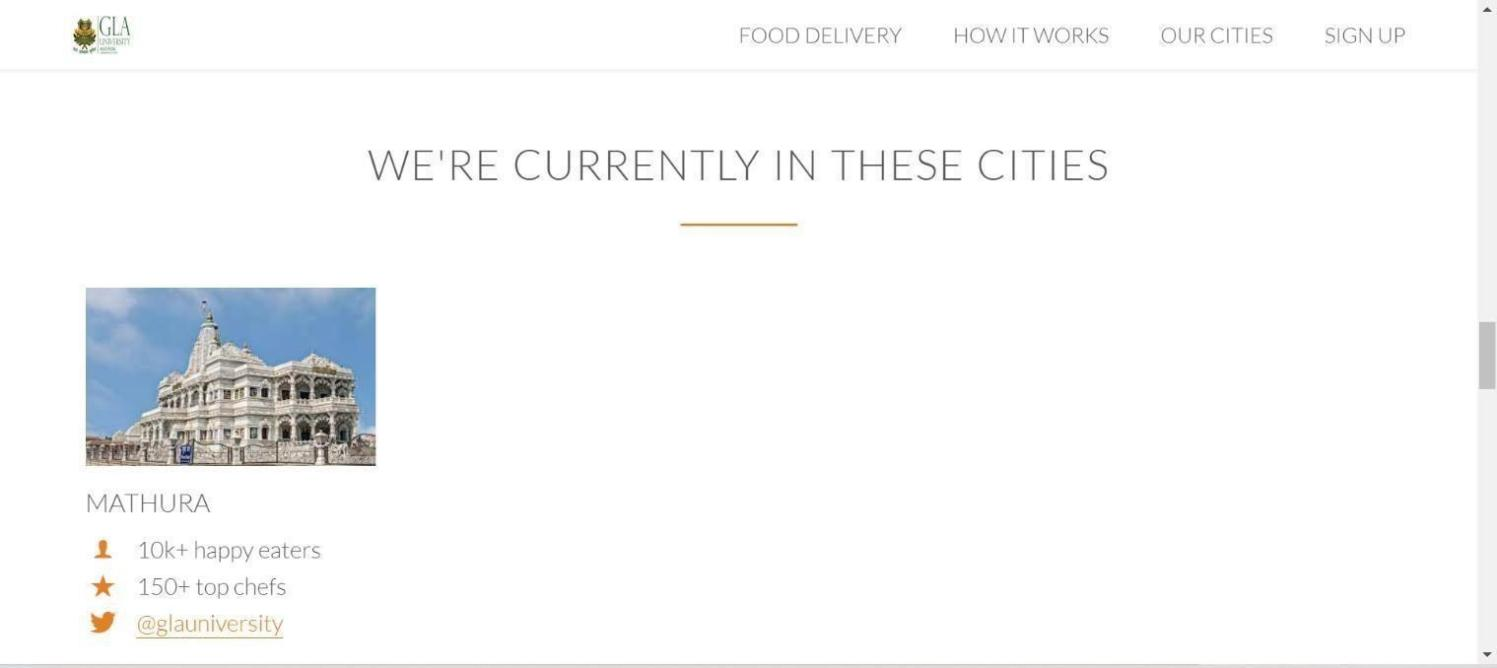 GLA
UNIVERSITY
FOOD DELIVERY HOW IT WORKS OUR CITIES SIGN UP
WE'RE CURRENTLY IN THESE CITIES
MATHURA
10k+ happy eaters
150+ top chefs
@glauniversity